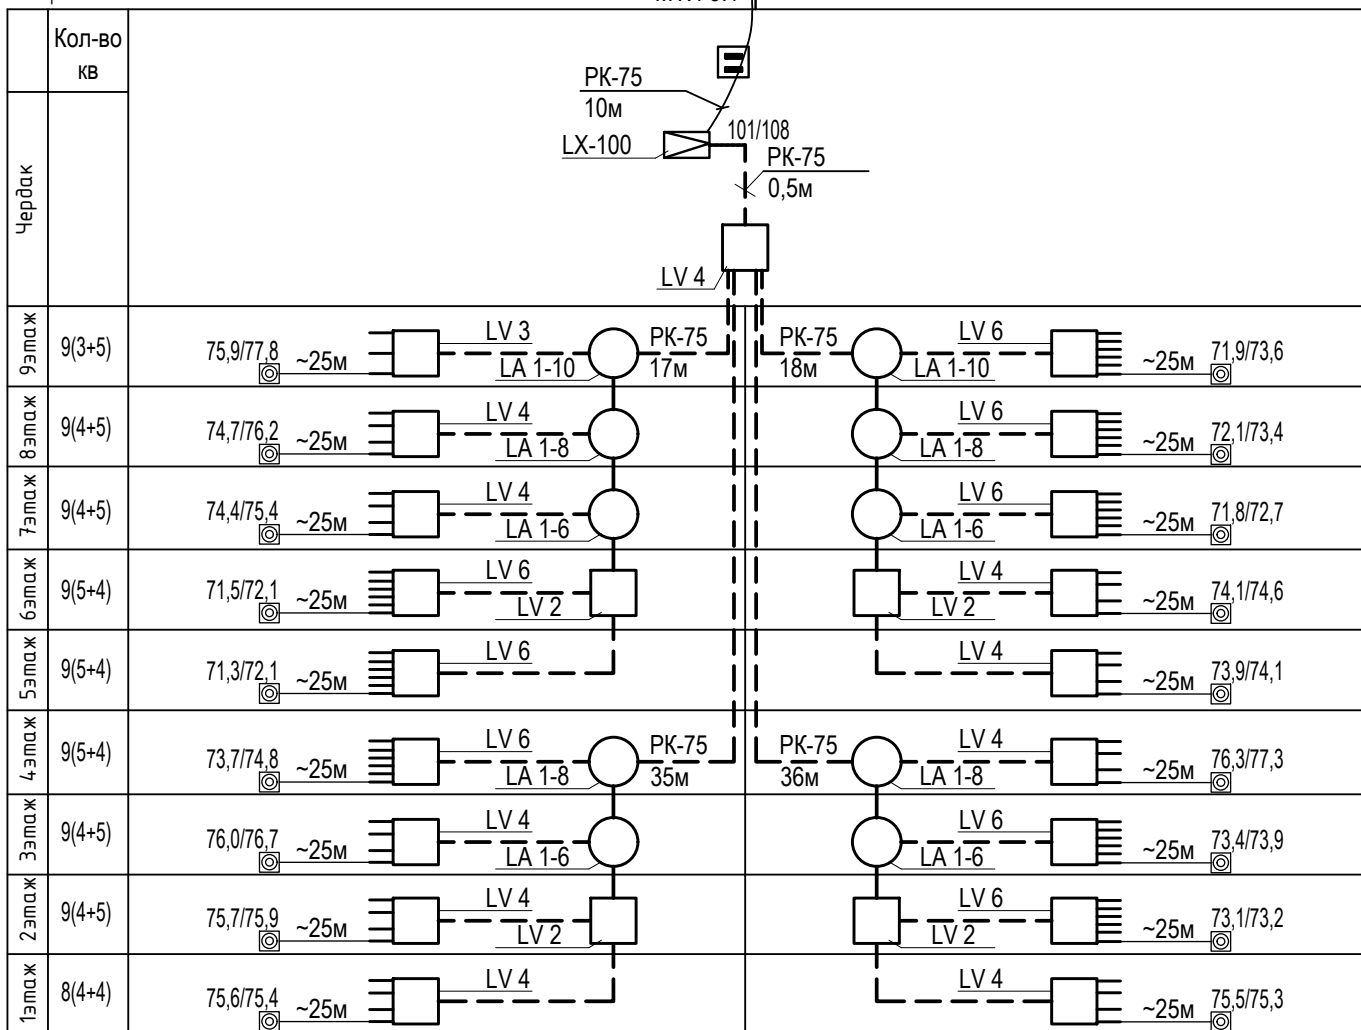 Кол-во
кв
РК-75
10м
LX-100
101/108
РК-75
0,5м
Чердак
LV 4
9этаж
9(3+5)
75,9/77,8
~25м
LV 3
LA 1-10
РК-75
17м
РК-75
18м
LV 6
LA 1-10
~25м
71,9/73,6
8этаж
9(4+5)
74,7/76,2
~25м
LV 4
LA 1-8
LV 6
LA 1-8
~25м
72,1/73,4
7этаж
9(4+5)
74,4/75,4
~25м
LV 4
LA 1-6
LV 6
LA 1-6
~25м
71,8/72,7
6этаж
9(5+4)
71,5/72,1
~25м
LV 6
LV 2
LV 4
LV 2
~25м
74,1/74,6
5этаж
9(5+4)
71,3/72,1
~25м
LV 6
LV 4
~25м
73,9/74,1
4этаж
9(5+4)
73,7/74,8
~25м
LV 6
LA 1-8
РК-75
35м
РК-75
36м
LV 4
LA 1-8
~25м
76,3/77,3
3этаж
9(4+5)
76,0/76,7
~25м
LV 4
LA 1-6
LV 6
LA 1-6
~25м
73,4/73,9
2этаж
9(4+5)
75,7/75,9
~25м
LV 4
LV 2
LV 6
LV 2
~25м
73,1/73,2
1этаж
8(4+4)
75,6/75,4
~25м
LV 4
LV 4
~25м
75,5/75,3